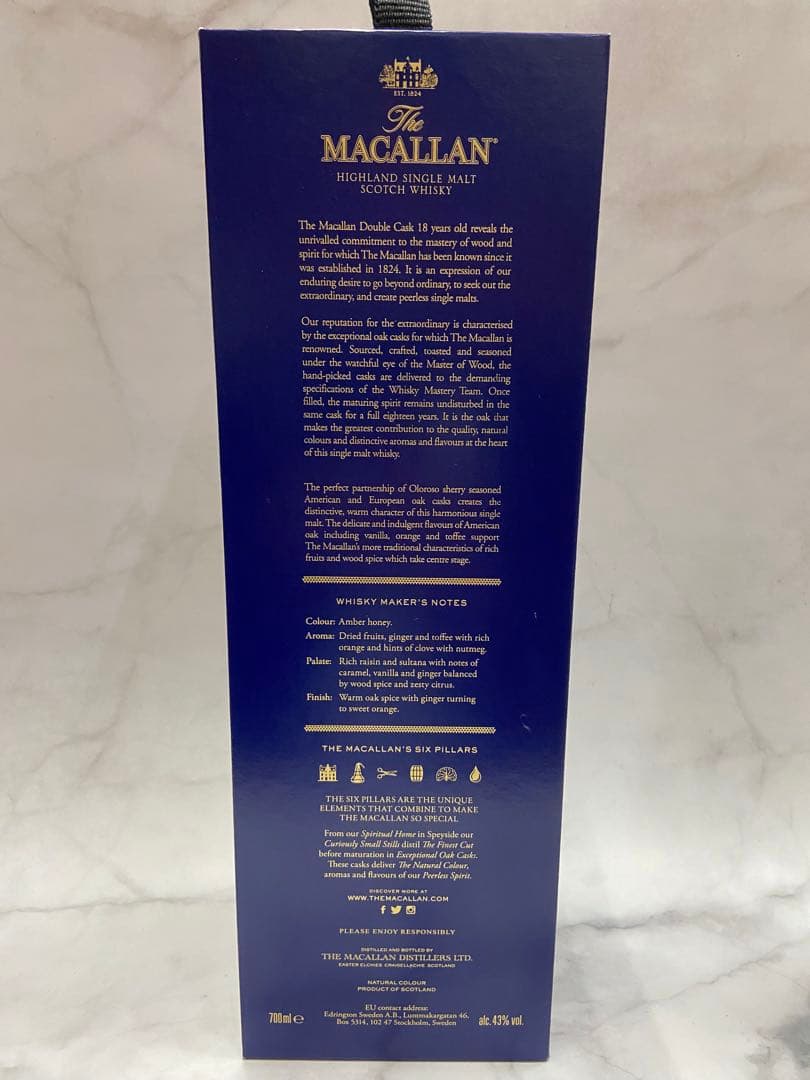 EST. 1824
The
MACALLAN®
HIGHLAND SINGLE MALT
SCOTCH WHISKY
The Macallan Double Cask 18 years old reveals the
unrivalled commitment to the mastery of wood and
spirit for which The Macallan has been known since it
was established in 1824. It is an expression of our
enduring desire to go beyond ordinary, to seek out the
extraordinary, and create peerless single malts.
Our reputation for the extraordinary is characterised
by the exceptional oak casks for which The Macallan is
renowned. Sourced, crafted, toasted and seasoned
under the watchful eye of the Master of Wood, the
hand-picked casks are delivered to the demanding
specifications of the Whisky Mastery Team. Once
filled, the maturing spirit remains undisturbed in the
same cask for a full eighteen years. It is the oak that
makes the greatest contribution to the quality, natural
colours and distinctive aromas and flavours at the heart
of this single malt whisky.
The perfect partnership of Oloroso sherry seasoned
American and European oak casks creates the
distinctive, warm character of this harmonious single
malt. The delicate and indulgent flavours of American
oak including vanilla, orange and toffee support
The Macallan's more traditional characteristics of rich
fruits and wood spice which take centre stage.
WHISKY MAKER'S NOTES
Colour: Amber honey.
Aroma: Dried fruits, ginger and toffee with rich
orange and hints of clove with nutmeg.
Palate: Rich raisin and sultana with notes of
caramel, vanilla and ginger balanced
by wood spice and zesty citrus.
Finish: Warm oak spice with ginger turning
to sweet orange.
THE MACALLAN'S SIX PILLARS
THE SIX PILLARS ARE THE UNIQUE
ELEMENTS THAT COMBINE TO MAKE
THE MACALLAN SO SPECIAL
From our Spiritual Home in Speyside our
Curiously Small Stills distil The Finest Cut
before maturation in Exceptional Oak Casks.
These casks deliver The Natural Colour,
aromas and flavours of our Peerless Spirit.
DISCOVER MORE AT
WWW.THEMACALLAN.COM
PLEASE ENJOY RESPONSIBLY
DISTILLED AND BOTTLED BY
THE MACALLAN DISTILLERS LTD.
EASTER ELCHIES CRAIGELLACHIE SCOTLAND
NATURAL COLOUR
PRODUCT OF SCOTLAND
EU contact address:
Edrington Sweden A.B., Lummakargatan 46,
Box 5314, 102 47 Stockholm, Sweden
700ml ℮
alc. 43% vol.